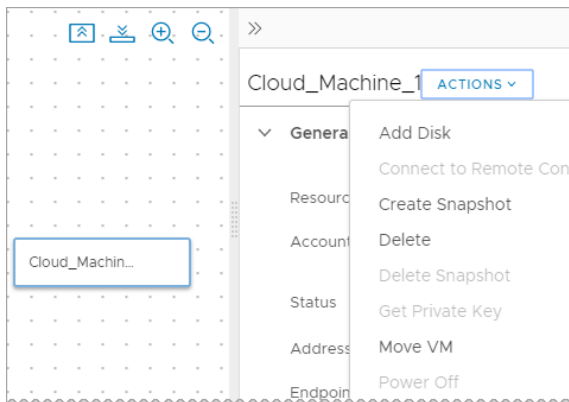 Cloud_Machine_1 ACTIONS
Genera
Add Disk
Connect to Remote Con
Resourc
Create Snapshot
Account
Delete
Cloud_Machin...
Delete Snapshot
Status
Get Private Key
Address
Move VM
Endpoin
Power Off